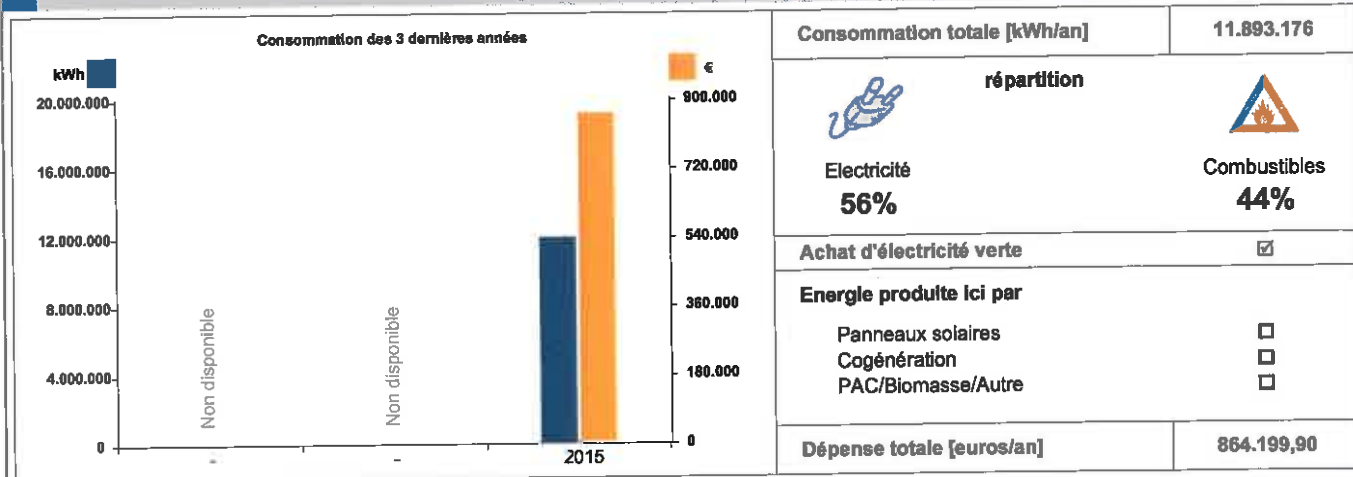 Consommation des 3 dernières années
kWh
€
20.000.000
16.000.000
12.000.000
8.000.000
4.000.000
0
900.000
720.000
540.000
360.000
180.000
0
Non disponible
Non disponible
-
-
2015
Consommation totale [kWh/an]
11.893.176
répartition
Electricité
56%
Combustibles
44%
Achat d'électricité verte
☑
Energie produite ici par
Panneaux solaires ☐
Cogénération ☐
PAC/Biomasse/Autre ☐
Dépense totale [euros/an]
864.199,90